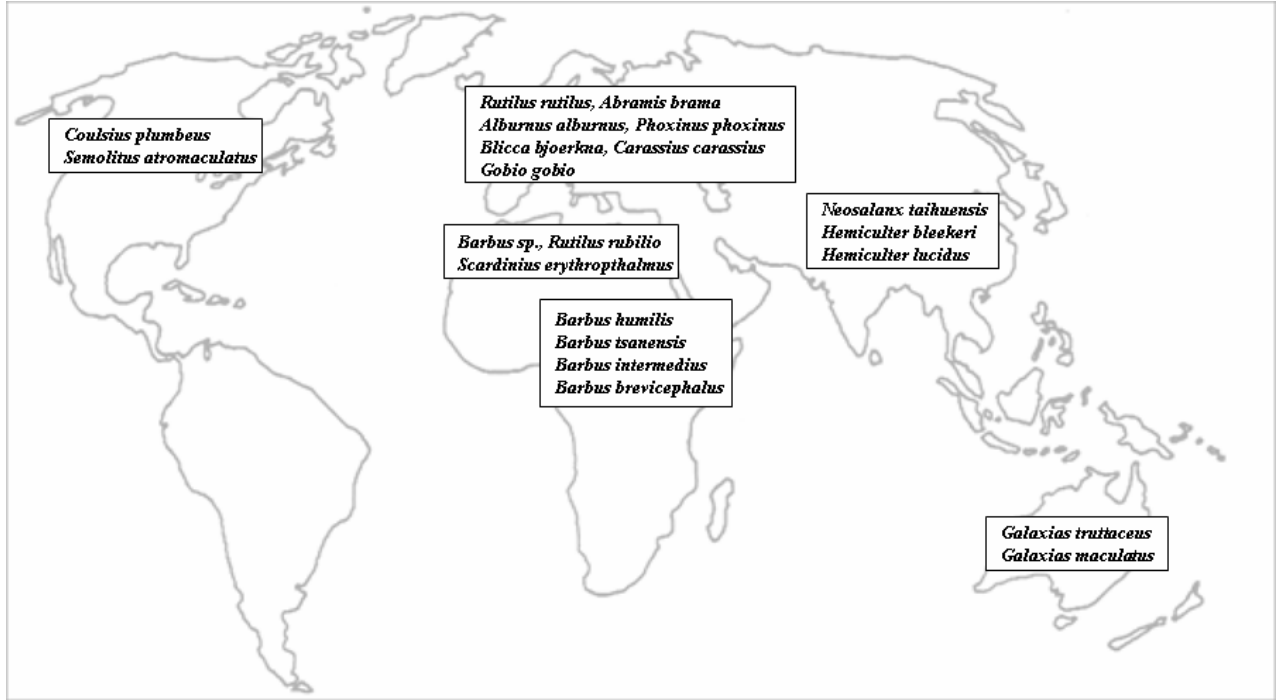 Coulsius plumbeus
Semolitus atromaculatus
Rutilus rutilus, Abramis brama
Alburnus alburnus, Phoxinus phoxinus
Blicca bjoerkna, Carassius carassius
Gobio gobio
Neosalanx taihuensis
Hemiculter bleekeri
Hemiculter lucidus
Barbus sp., Rutilus rubilio
Scardinius erythropthalmus
Barbus humilis
Barbus tsanensis
Barbus intermedius
Barbus brevicephalus
Galaxias truttaceus
Galaxias maculatus